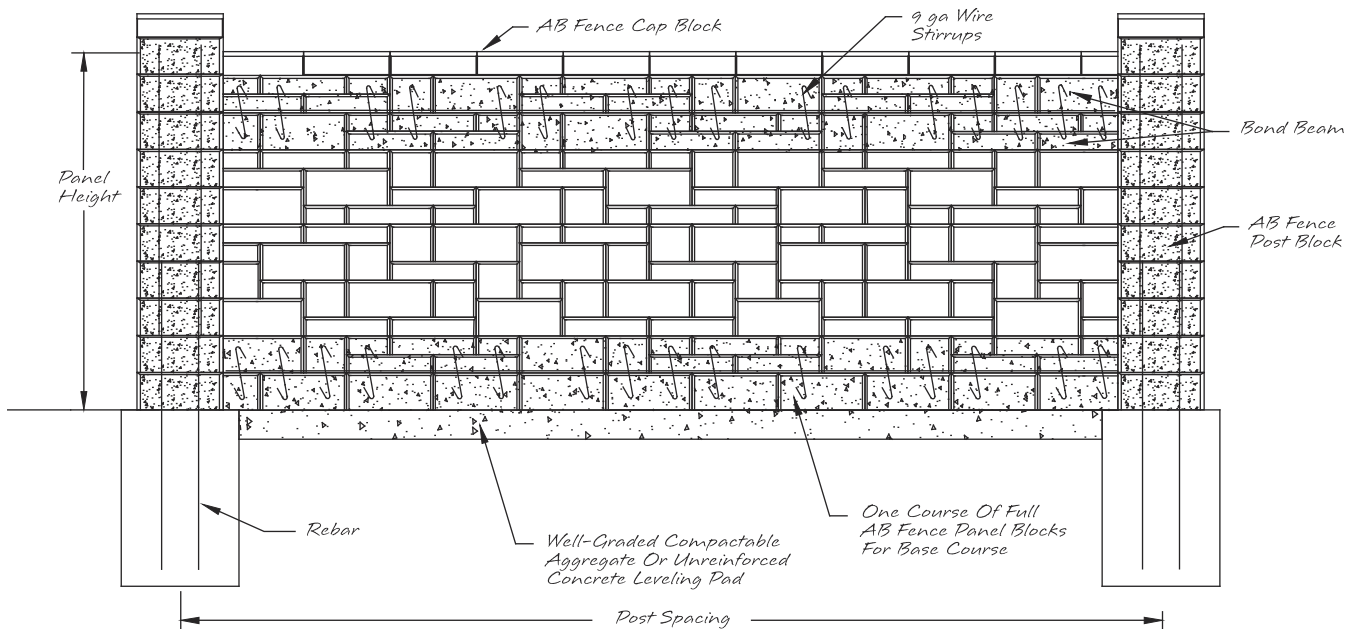 AB Fence Cap Block
9 ga Wire
Stirrups
Bond Beam
Panel
Height
AB Fence
Post Block
One Course Of Full
AB Fence Panel Blocks
For Base Course
Rebar
Well-Graded Compactable
Aggregate Or Unreinforced
Concrete Leveling Pad
Post Spacing